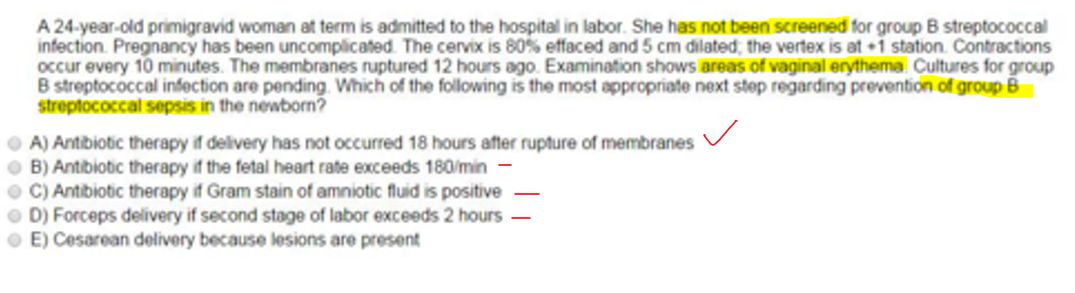 A 24-year-old primigravid woman at term is admitted to the hospital in labor. She has not been screened for group B streptococcal
infection. Pregnancy has been uncomplicated. The cervix is 80% effaced and 5 cm dilated; the vertex is at +1 station. Contractions
occur every 10 minutes. The membranes ruptured 12 hours ago. Examination shows areas of vaginal erythema. Cultures for group
B streptococcal infection are pending. Which of the following is the most appropriate next step regarding prevention of group B
streptococcal sepsis in the newborn?
A) Antibiotic therapy if delivery has not occurred 18 hours after rupture of membranes
B) Antibiotic therapy if the fetal heart rate exceeds 180/min
C) Antibiotic therapy if Gram stain of amniotic fluid is positive
D) Forceps delivery if second stage of labor exceeds 2 hours
E) Cesarean delivery because lesions are present